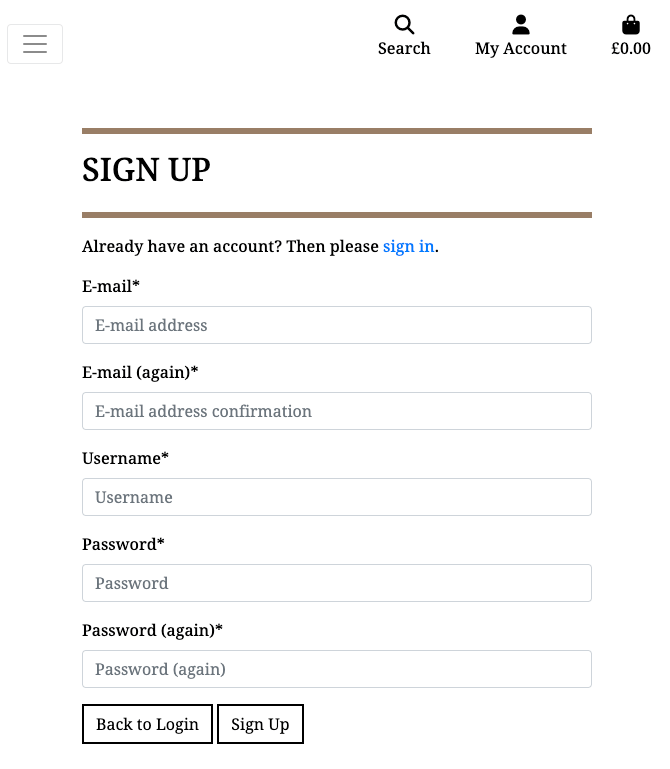 Search
My Account
£0.00
SIGN UP
Already have an account? Then please sign in.
E-mail*
E-mail address
E-mail (again)*
E-mail address confirmation
Username*
Username
Password*
Password
Password (again)*
Password (again)
Back to Login
Sign Up